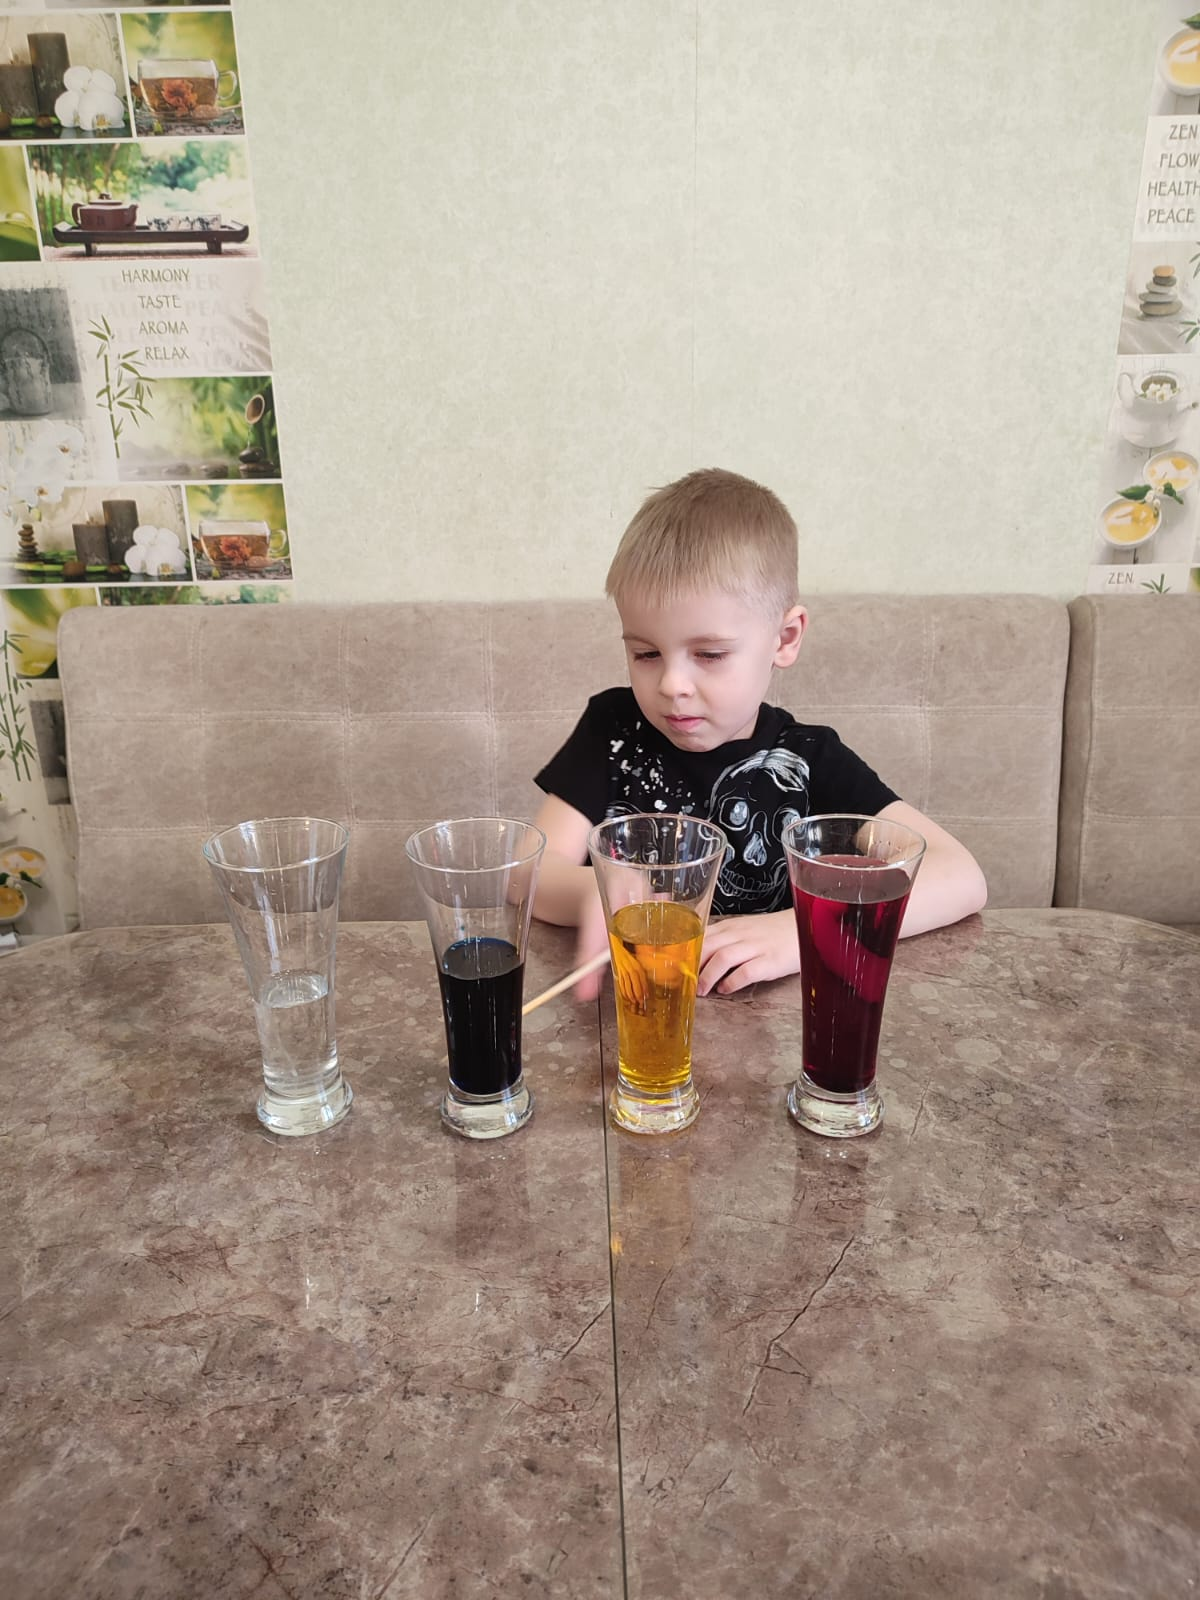 HARMONY
TASTE
AROMA
RELAX
ZEN
FLOW
HEALTH
PEACE
ZEN